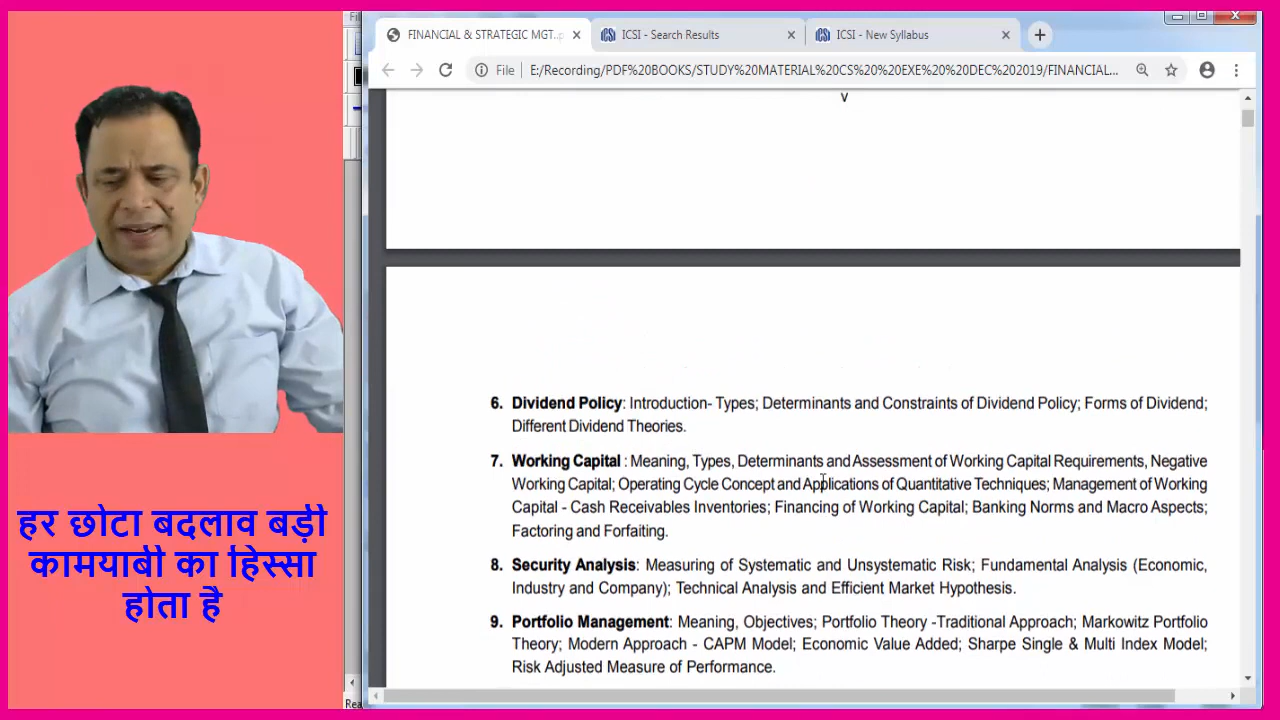 FINANCIAL & STRATEGIC MGT..p
ICSI - Search Results
ICSI - New Syllabus
File
E:/Recording/PDF%20BOOKS/STUDY%20MATERIAL%20CS%20%20EXE%20%20DEC%202019/FINANCIAL...
v
6. Dividend Policy: Introduction- Types; Determinants and Constraints of Dividend Policy; Forms of Dividend;
Different Dividend Theories.
7. Working Capital : Meaning, Types, Determinants and Assessment of Working Capital Requirements, Negative
Working Capital; Operating Cycle Concept and Applications of Quantitative Techniques; Management of Working
Capital - Cash Receivables Inventories; Financing of Working Capital; Banking Norms and Macro Aspects;
Factoring and Forfaiting.
8. Security Analysis: Measuring of Systematic and Unsystematic Risk; Fundamental Analysis (Economic,
Industry and Company); Technical Analysis and Efficient Market Hypothesis.
9. Portfolio Management: Meaning, Objectives; Portfolio Theory -Traditional Approach; Markowitz Portfolio
Theory; Modern Approach - CAPM Model; Economic Value Added; Sharpe Single & Multi Index Model;
Risk Adjusted Measure of Performance.
हर छोटा बदलाव बड़ी
कामयाबी का हिस्सा
होता है